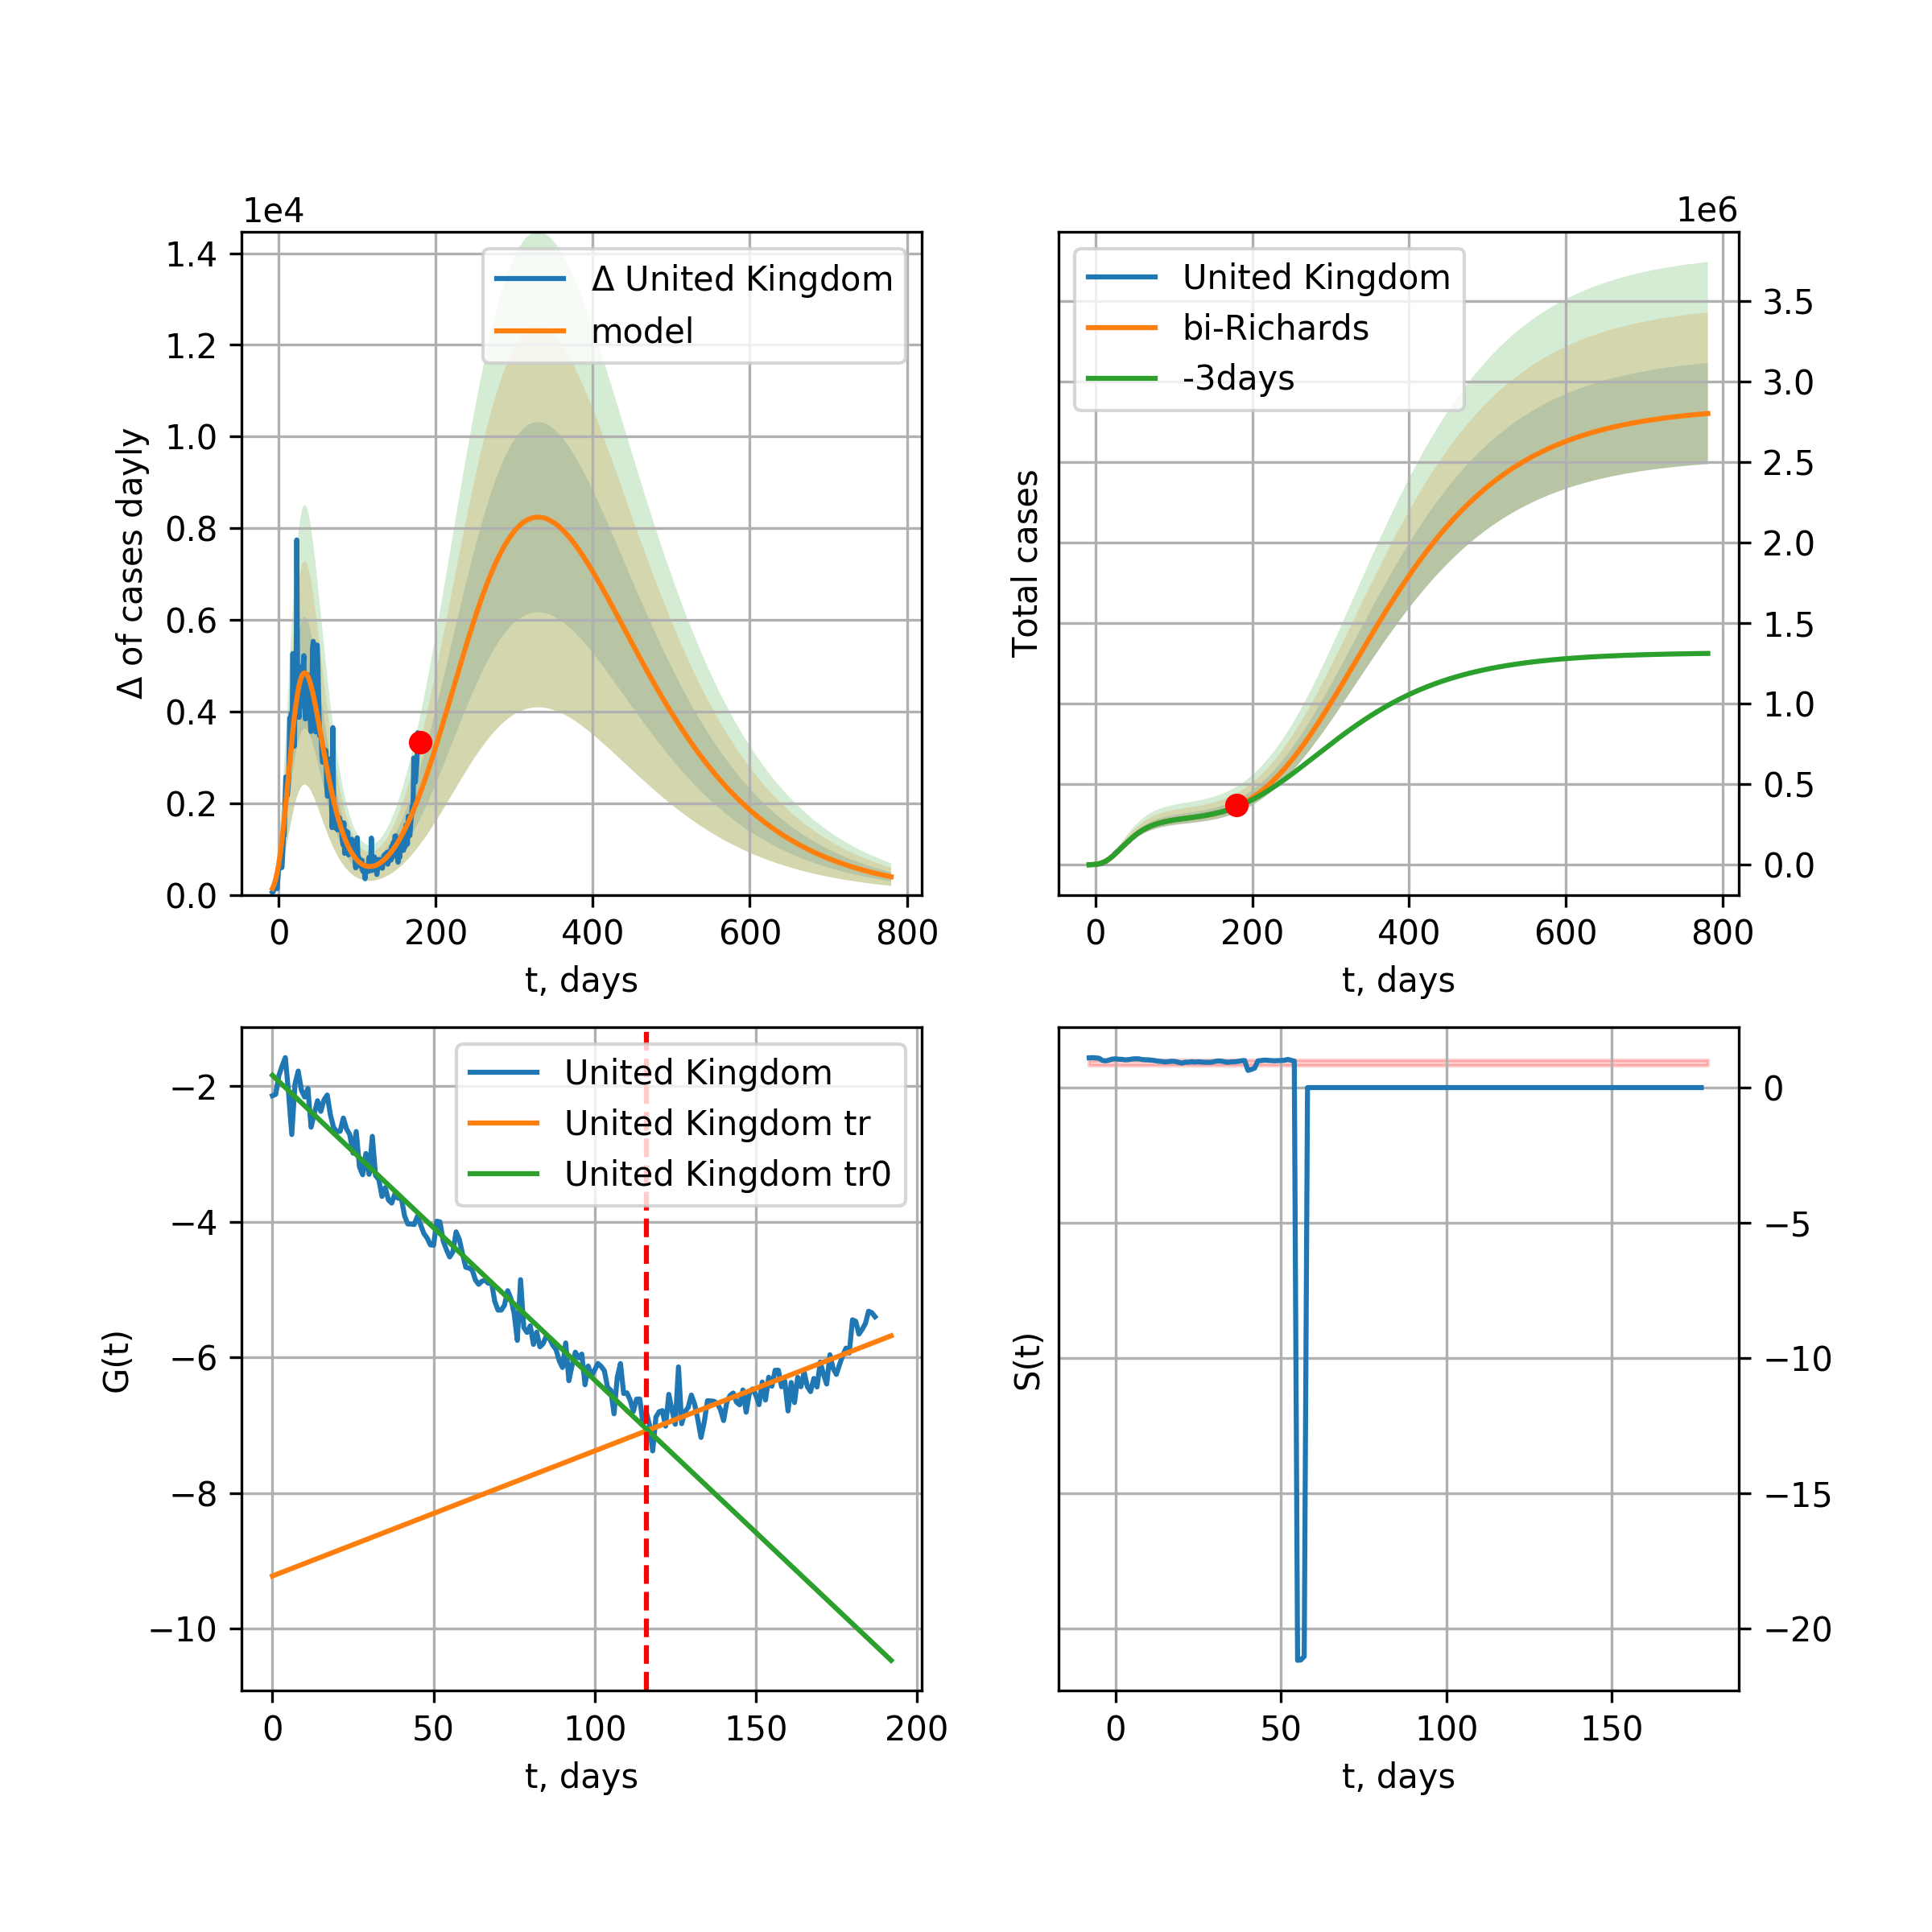 1e4
1.4
1.2
1.0
0.8
0.6
0.4
0.2
0.0
Δ of cases dayly
Δ United Kingdom
model
0
200
400
600
800
t, days
1e6
United Kingdom
bi-Richards
-3days
Total cases
3.5
3.0
2.5
2.0
1.5
1.0
0.5
0.0
0
200
400
600
800
t, days
−2
−4
−6
−8
−10
G(t)
United Kingdom
United Kingdom tr
United Kingdom tr0
0
50
100
150
200
t, days
S(t)
0
−5
−10
−15
−20
0
50
100
150
t, days